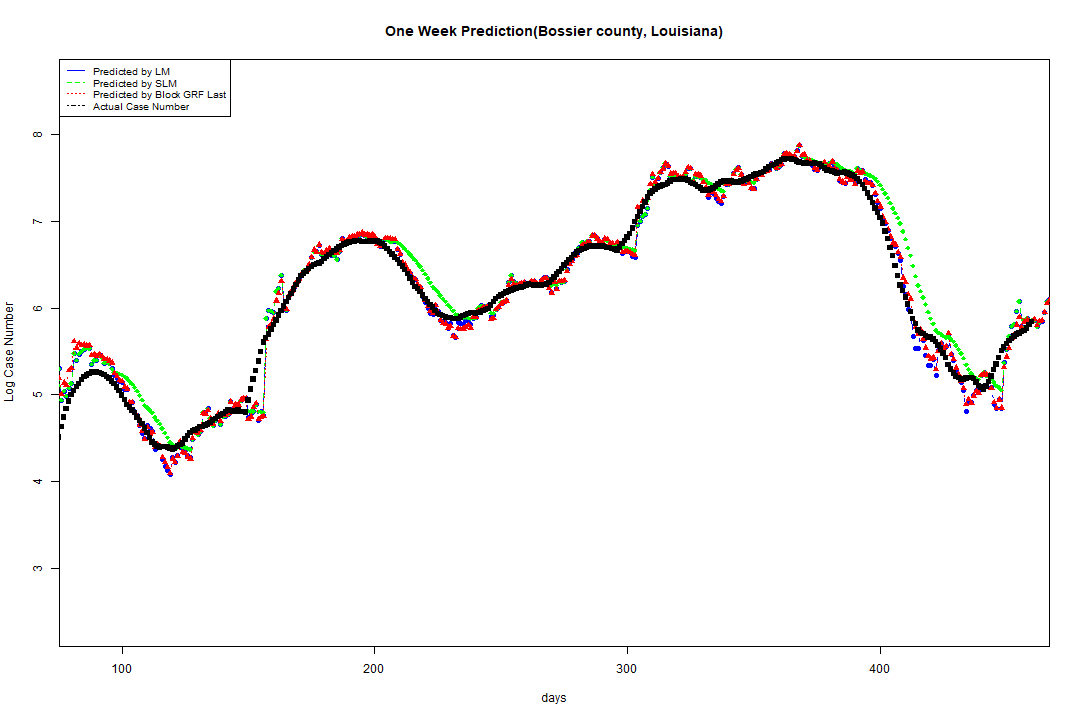 One Week Prediction(Bossier county, Louisiana)
Predicted by LM
Predicted by SLM
Predicted by Block GRF Last
Actual Case Number
8
7
6
5
4
3
Log Case Number
100 200 300 400
days